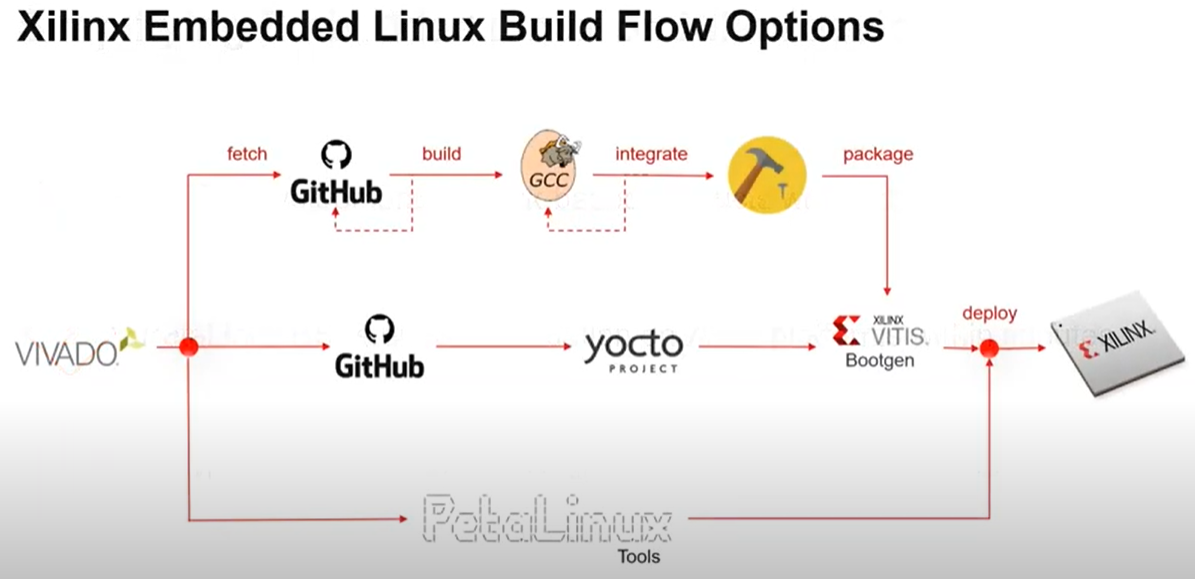 Xilinx Embedded Linux Build Flow Options
fetch
GitHub
build
GCC
integrate
package
VIVADO
GitHub
yocto
PROJECT
XILINX
VITIS
Bootgen
deploy
XILINX
PetaLinux
Tools